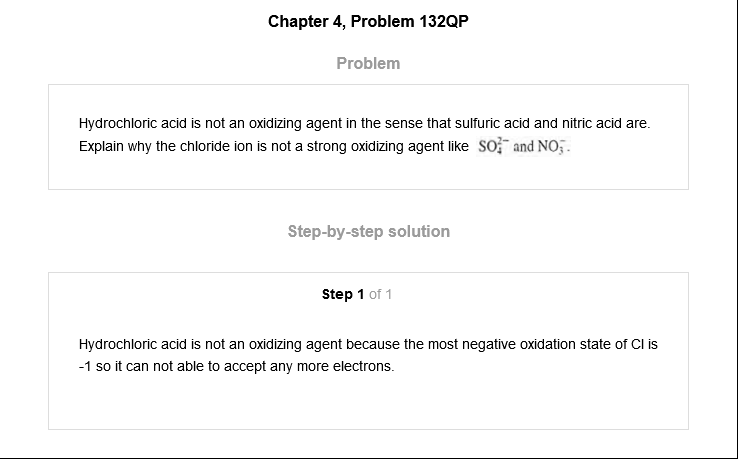 Chapter 4, Problem 132QP
Problem
Hydrochloric acid is not an oxidizing agent in the sense that sulfuric acid and nitric acid are.
Explain why the chloride ion is not a strong oxidizing agent like SO₄²⁻ and NO₃⁻.
Step-by-step solution
Step 1 of 1
Hydrochloric acid is not an oxidizing agent because the most negative oxidation state of Cl is
-1 so it can not able to accept any more electrons.